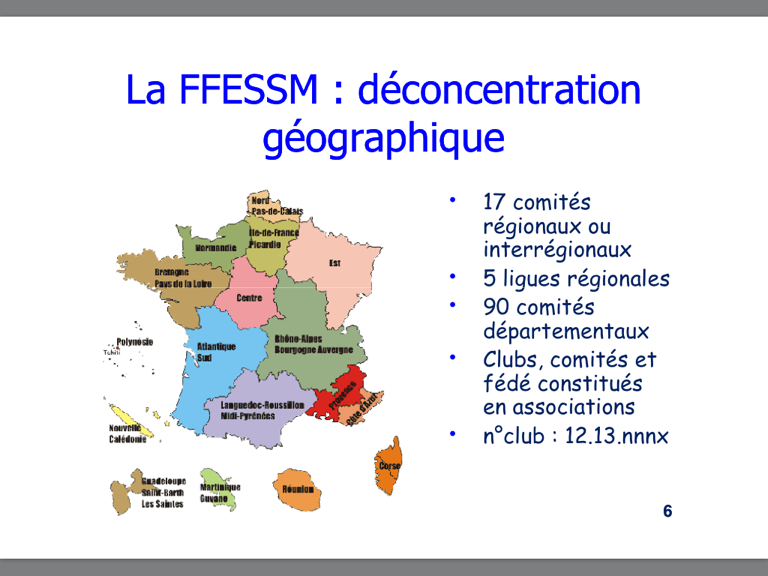 La FFESSM : déconcentration
géographique
Nord
Pas-de-Calais
Ile-de-France
Picardie
Normandie
Est
Bretagne
Pays de la Loire
Centre
Polynésie
Tahiti
Atlantique
Sud
Rhône-Alpes
Bourgogne Auvergne
Provence
Côte d'Azur
Languedoc-Roussillon
Midi-Pyrénées
Nouvelle
Calédonie
Corse
Guadeloupe
Saint-Barth
Les Saintes
Martinique
Guyane
Réunion
• 17 comités
régionaux ou
interrégionaux
• 5 ligues régionales
• 90 comités
départementaux
• Clubs, comités et
fédé constitués
en associations
• n°club : 12.13.nnnx
6